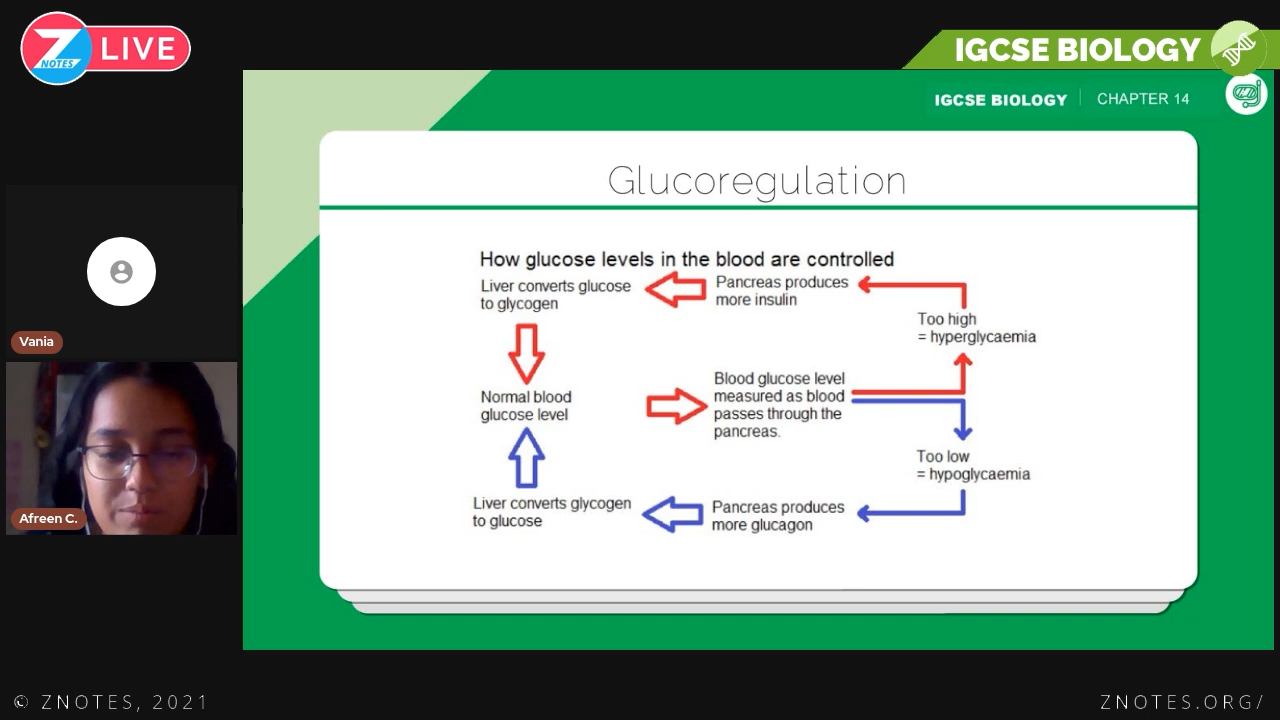 Z
NOTES
LIVE
IGCSE BIOLOGY
IGCSE BIOLOGY
CHAPTER 14
Glucoregulation
How glucose levels in the blood are controlled
Liver converts glucose
to glycogen
Pancreas produces
more insulin
Too high
= hyperglycaemia
Normal blood
glucose level
Blood glucose level
measured as blood
passes through the
pancreas.
Too low
= hypoglycaemia
Liver converts glycogen
to glucose
Pancreas produces
more glucagon
Vania
Afreen C.
© ZNOTES, 2021
ZNOTES.ORG/